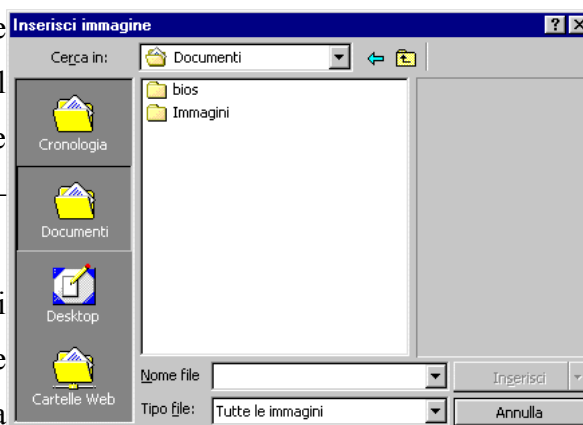 Inserisci immagine
Cerca in: Documenti
bios
Immagini
Cronologia
Documenti
Desktop
Cartelle Web
Nome file
Inserisci
Tipo file: Tutte le immagini
Annulla